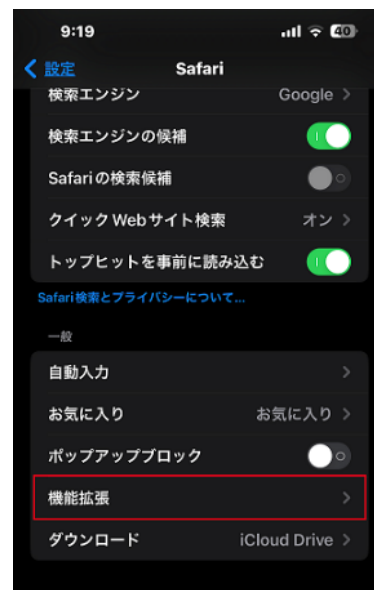 9:19 40
設定 Safari
検索エンジン Google
検索エンジンの候補
Safariの検索候補
クイックWebサイト検索 オン
トップヒットを事前に読み込む
Safari検索とプライバシーについて...
一般
自動入力
お気に入り お気に入り
ポップアップブロック
機能拡張
ダウンロード iCloud Drive